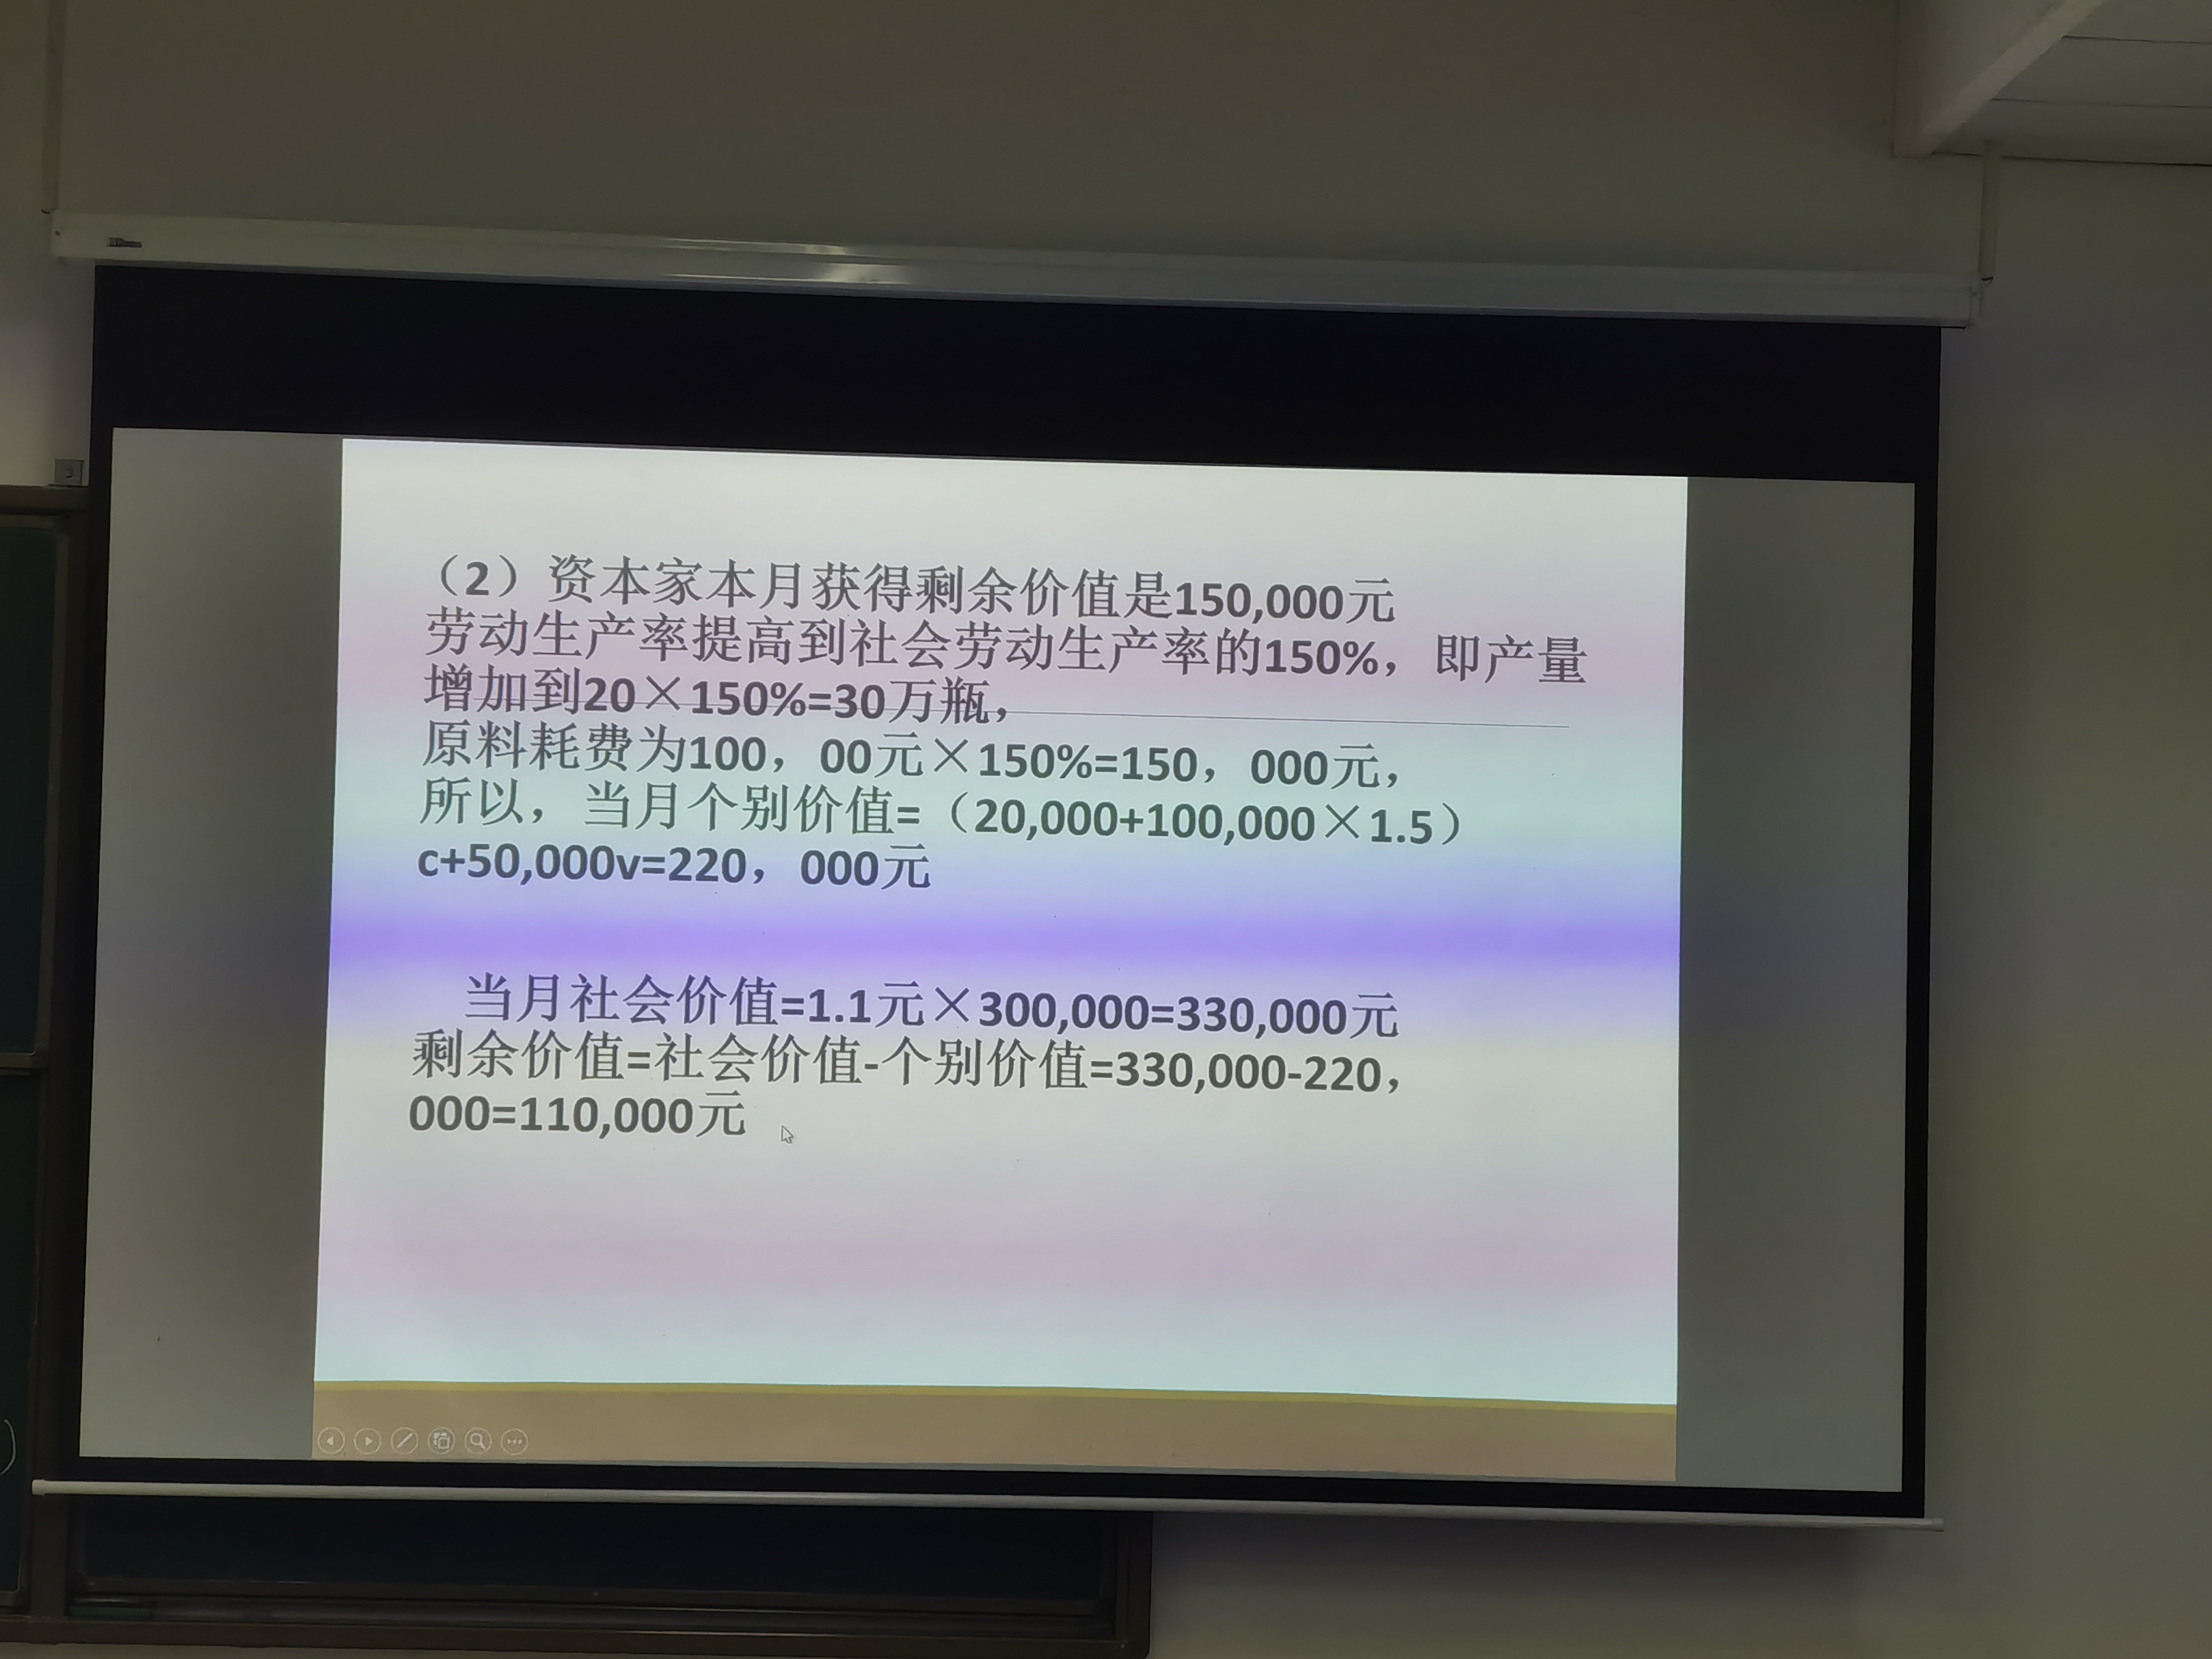 （2）资本家本月获得剩余价值是150,000元
劳动生产率提高到社会劳动生产率的150%，即产量
增加到20×150%=30万瓶，
原料耗费为100，00元×150%=150，000元，
所以，当月个别价值=（20,000+100,000×1.5）
c+50,000v=220，000元
当月社会价值=1.1元×300,000=330,000元
剩余价值=社会价值-个别价值=330,000-220，
000=110,000元